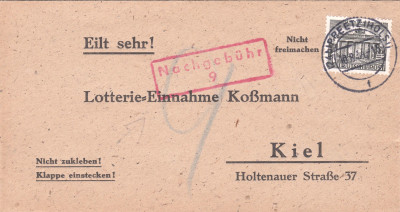 Eilt sehr!
Nicht
freimachen
Nachgebühr
9
Lotterie-Einnahme Koßmann
Kiel
Holtenauer Straße 37
Nicht zukleben!
Klappe einstecken!